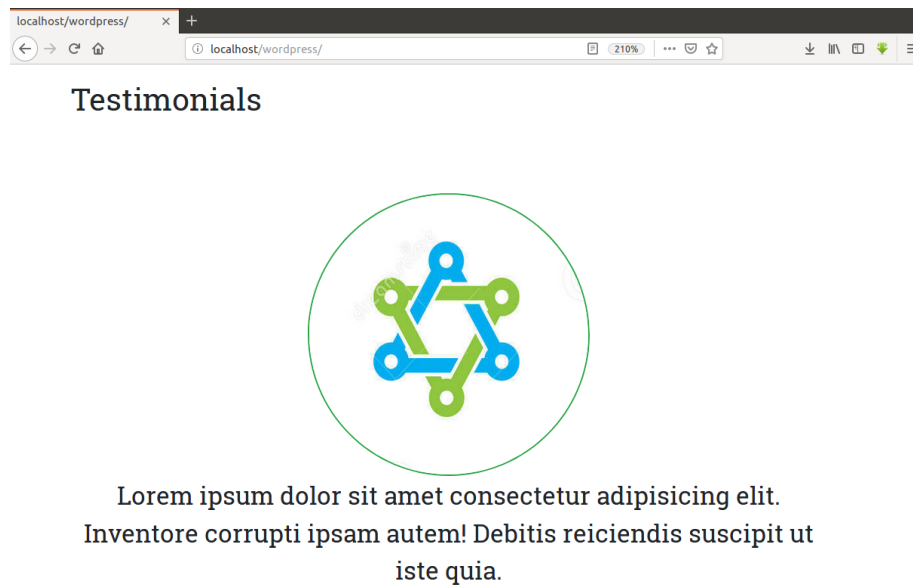 localhost/wordpress/
localhost/wordpress/
210%
Testimonials
Lorem ipsum dolor sit amet consectetur adipisicing elit.
Inventore corrupti ipsam autem! Debitis reiciendis suscipit ut
iste quia.